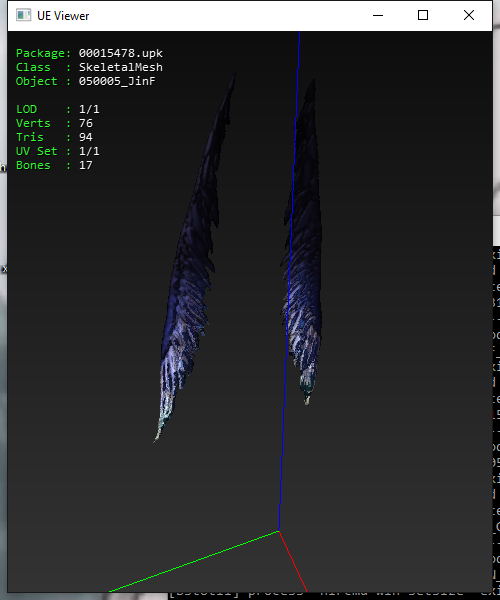 UE Viewer
Package: 00015478.upk
Class  : SkeletalMesh
Object : 050005_JinF
LOD    : 1/1
Verts  : 76
Tris   : 94
UV Set : 1/1
Bones  : 17